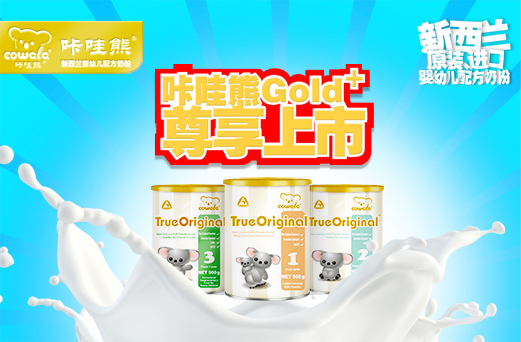 cowala®
咔哇熊
咔哇熊®
新西兰婴幼儿配方奶粉
新西兰
原装进口
婴幼儿配方奶粉
咔哇熊Gold+
尊享上市
cowala
TrueOriginal
3
NET 900g
cowala
TrueOriginal
1
NET 900g
cowala
TrueOriginal
2